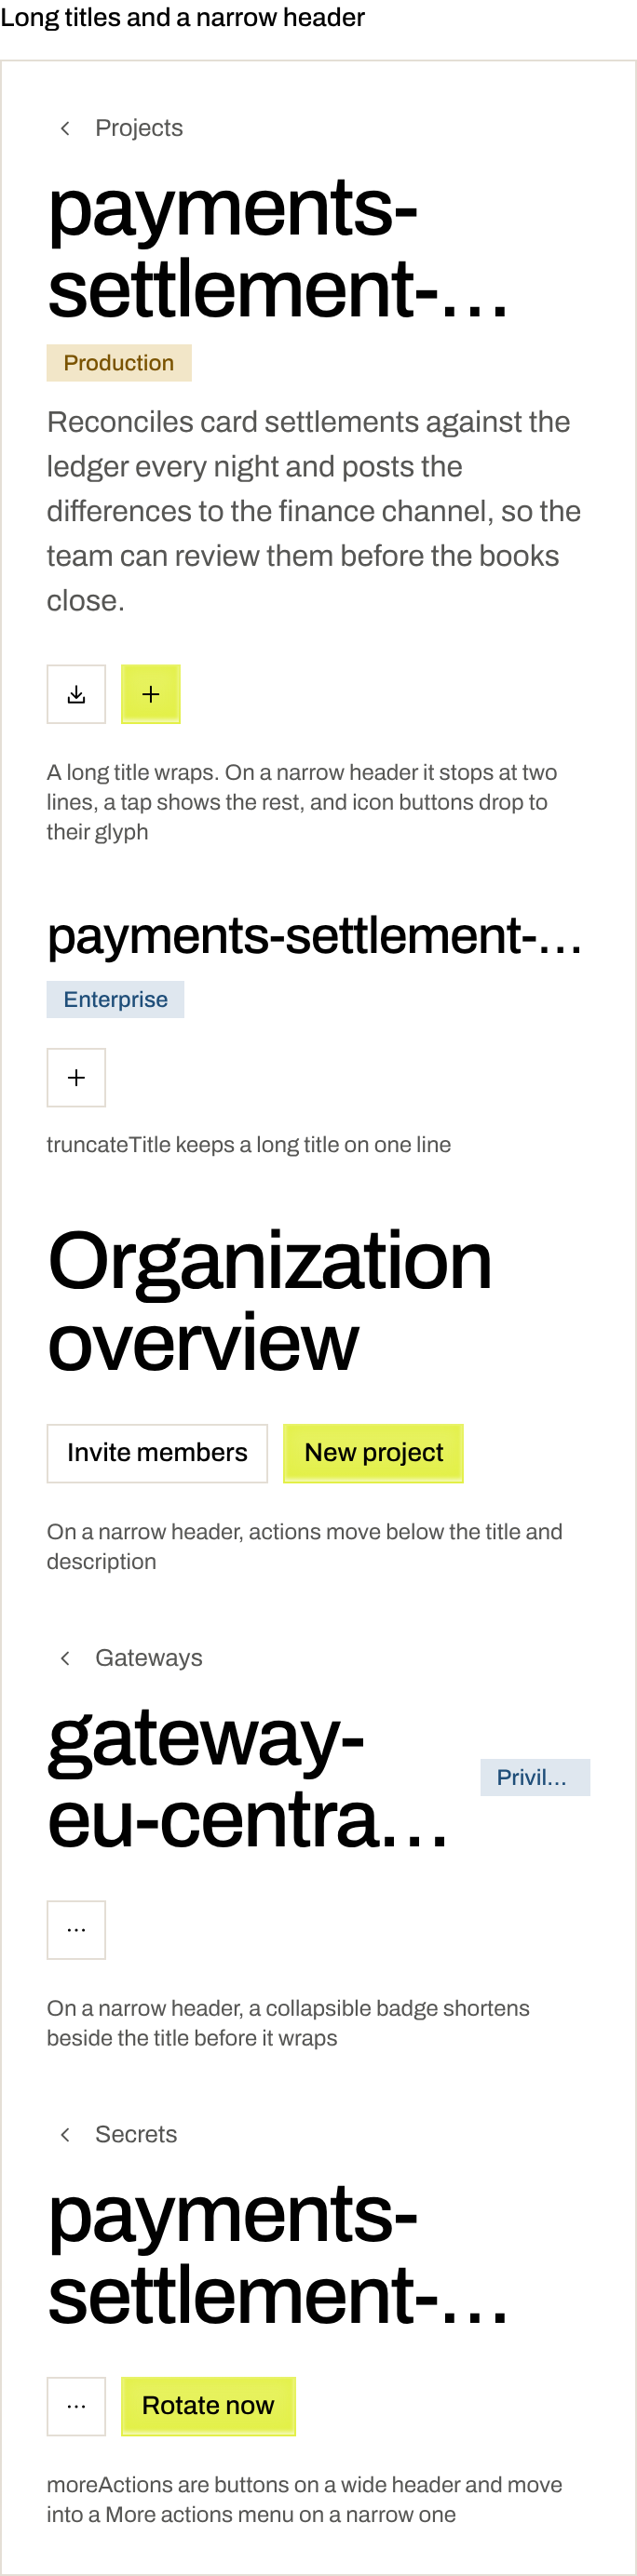 Long titles and a narrow header
Projects
payments-
settlement-…
Production
Reconciles card settlements against the
ledger every night and posts the
differences to the finance channel, so the
team can review them before the books
close.
A long title wraps. On a narrow header it stops at two
lines, a tap shows the rest, and icon buttons drop to
their glyph
payments-settlement-…
Enterprise
truncateTitle keeps a long title on one line
Organization
overview
Invite members
New project
On a narrow header, actions move below the title and
description
Gateways
gateway-
eu-centra…
Privil…
On a narrow header, a collapsible badge shortens
beside the title before it wraps
Secrets
payments-
settlement-…
Rotate now
moreActions are buttons on a wide header and move
into a More actions menu on a narrow one